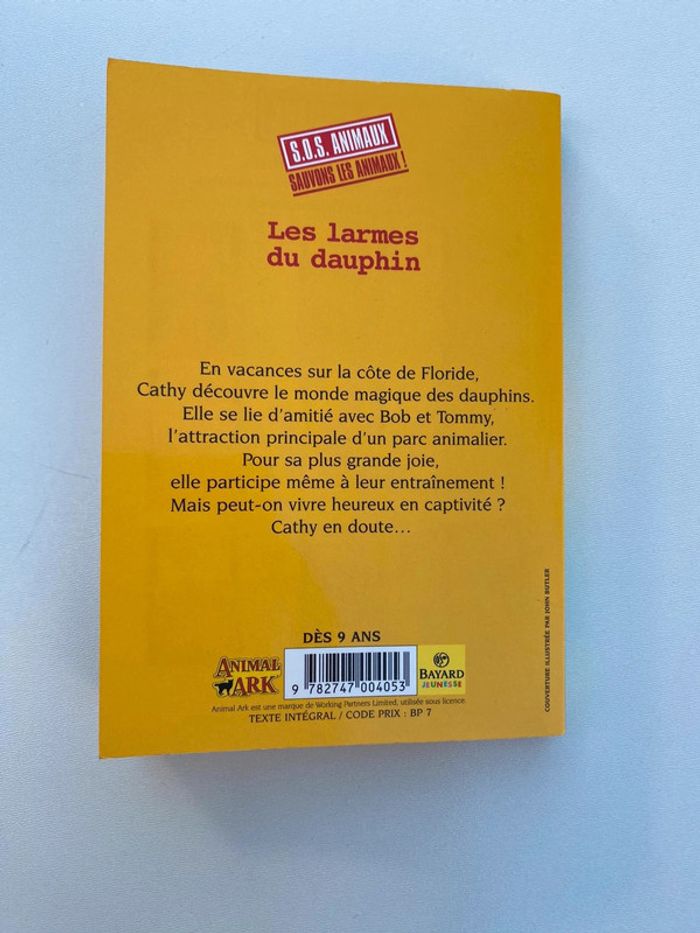 S.O.S. ANIMAUX
SAUVONS LES ANIMAUX !
Les larmes
du dauphin
En vacances sur la côte de Floride,
Cathy découvre le monde magique des dauphins.
Elle se lie d'amitié avec Bob et Tommy,
l'attraction principale d'un parc animalier.
Pour sa plus grande joie,
elle participe même à leur entraînement !
Mais peut-on vivre heureux en captivité ?
Cathy en doute…
COUVERTURE ILLUSTRÉE PAR JOHN BUTLER
DÈS 9 ANS
ANIMAL
ARK
9 782747 004053
BAYARD
JEUNESSE
Animal Ark est une marque de Working Partners Limited, utilisée sous licence.
TEXTE INTÉGRAL / CODE PRIX : BP 7